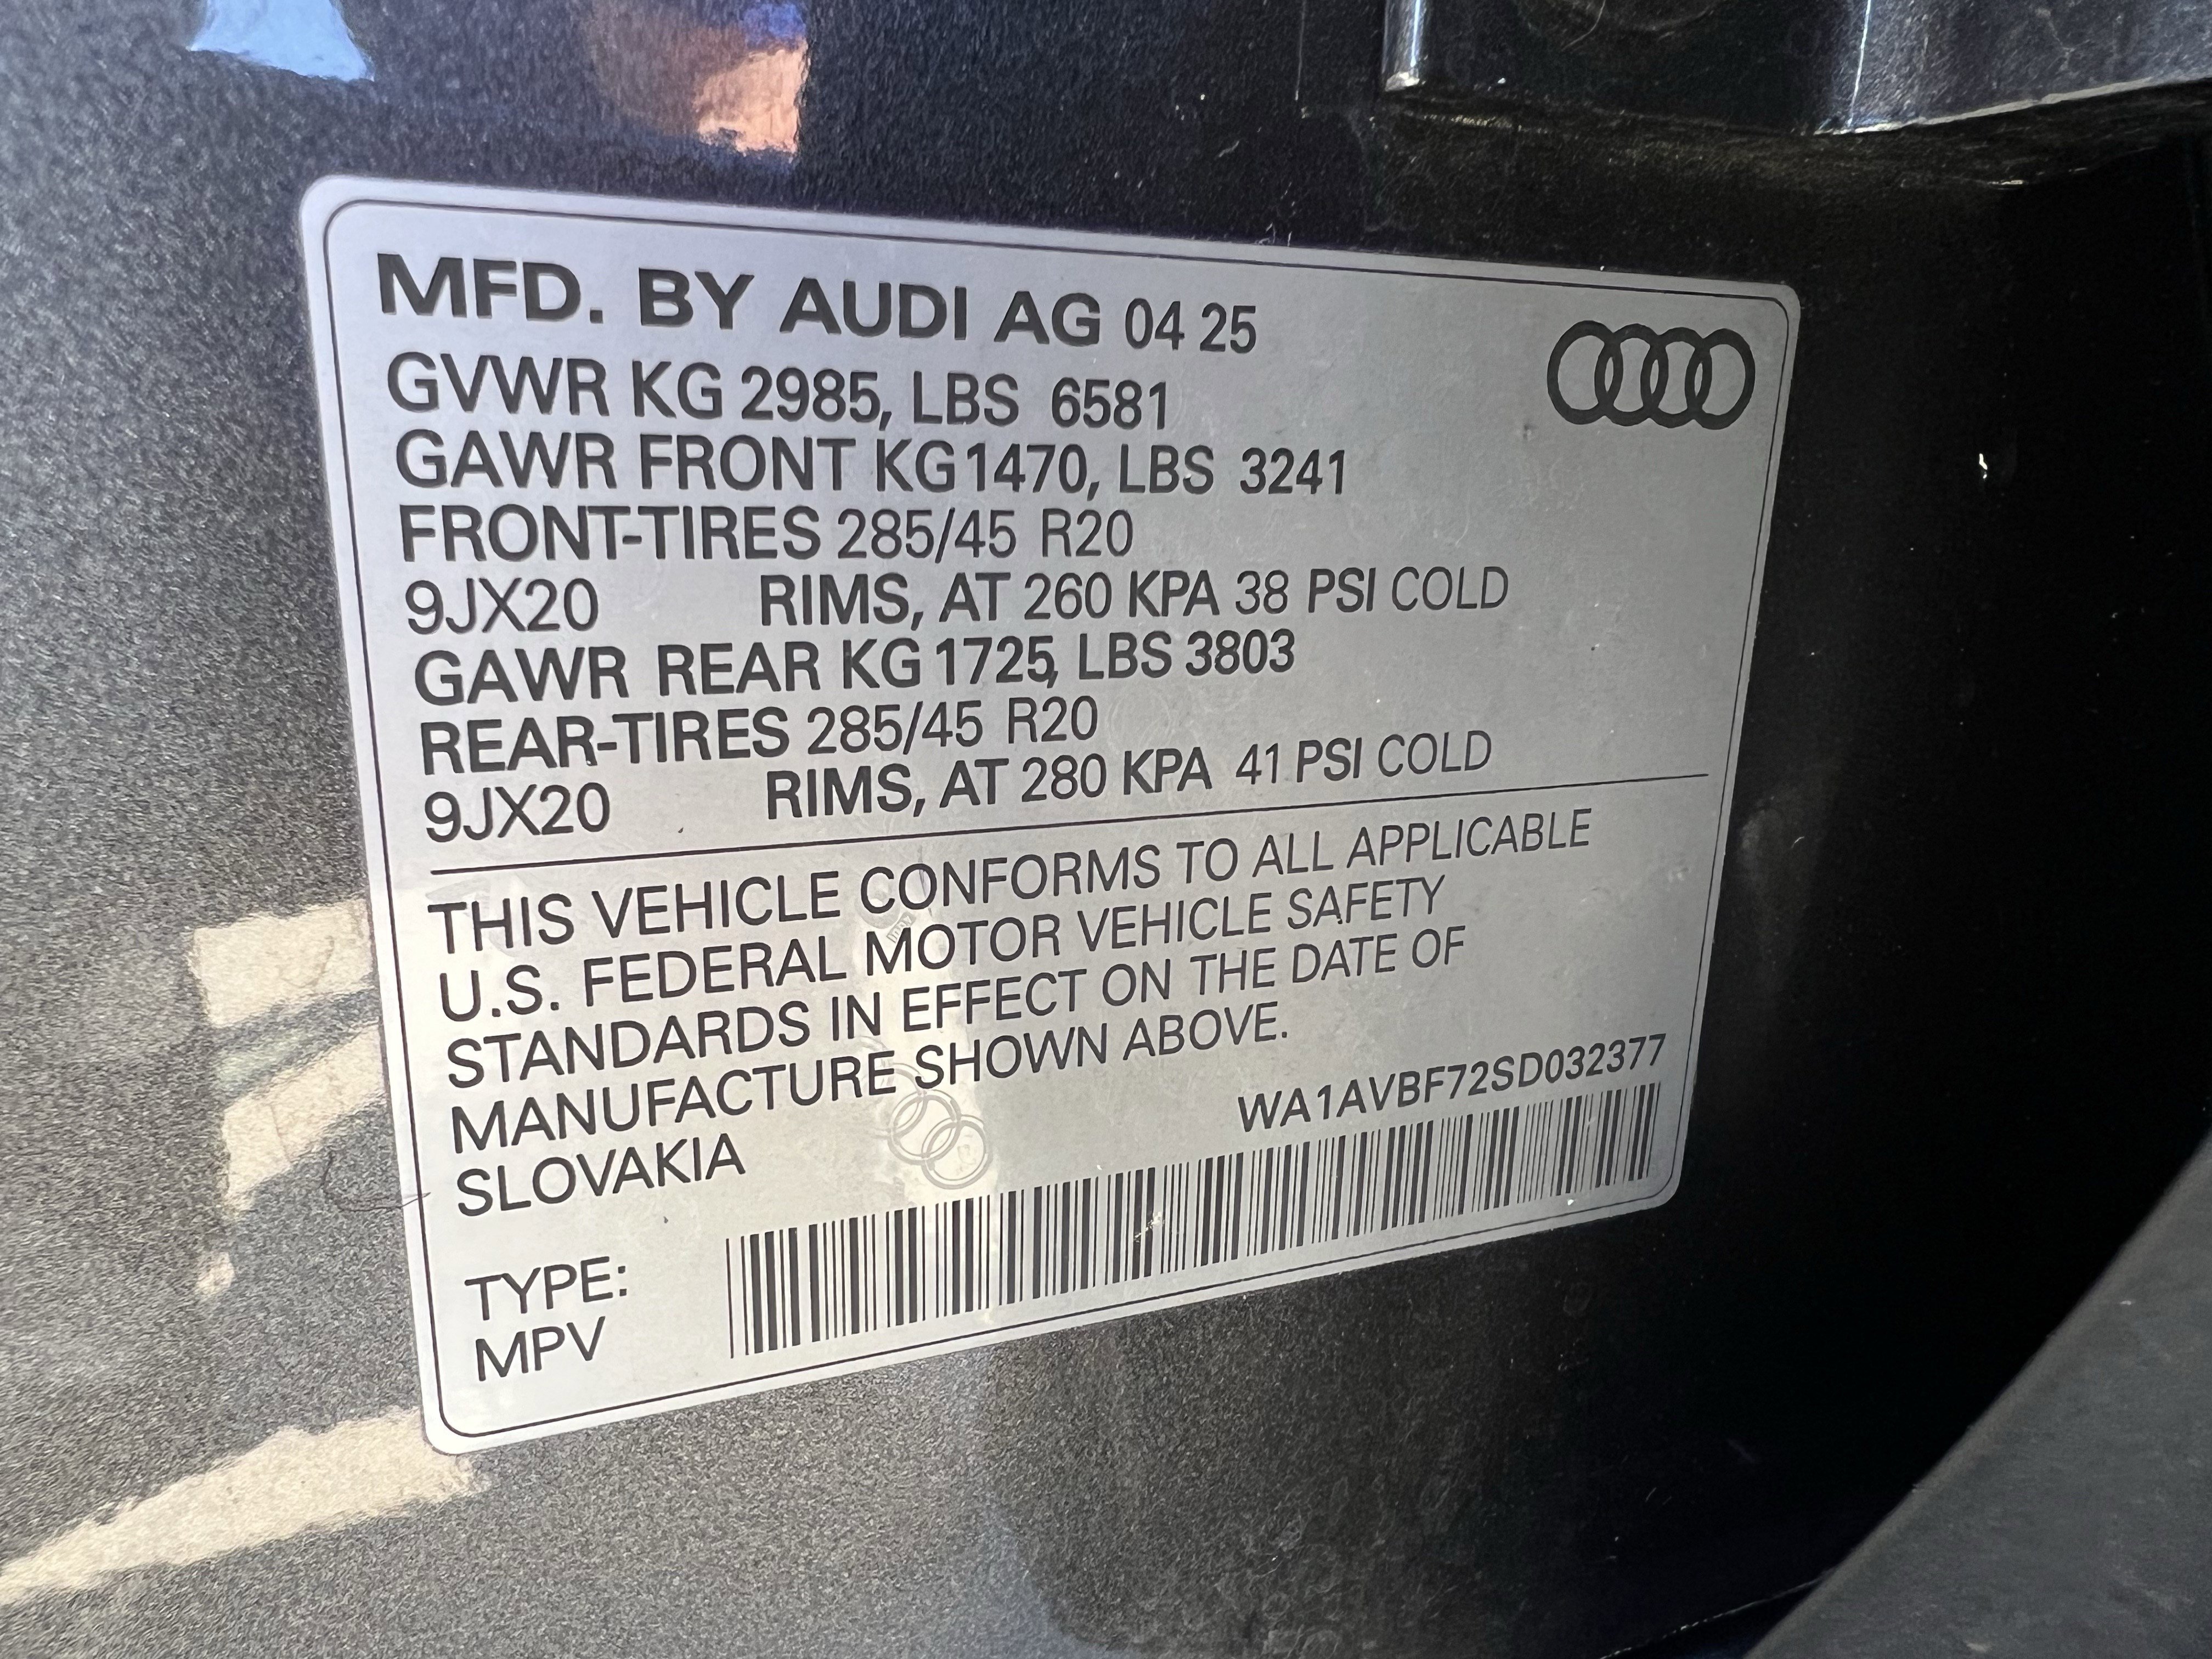 MFD. BY AUDI AG 04 25
GVWR KG 2985, LBS 6581
GAWR FRONT KG 1470, LBS 3241
FRONT-TIRES 285/45 R20
9JX20 RIMS, AT 260 KPA 38 PSI COLD
GAWR REAR KG 1725, LBS 3803
REAR-TIRES 285/45 R20
9JX20 RIMS, AT 280 KPA 41 PSI COLD
THIS VEHICLE CONFORMS TO ALL APPLICABLE
U.S. FEDERAL MOTOR VEHICLE SAFETY
STANDARDS IN EFFECT ON THE DATE OF
MANUFACTURE SHOWN ABOVE.
SLOVAKIA
WA1AVBF72SD032377
TYPE:
MPV